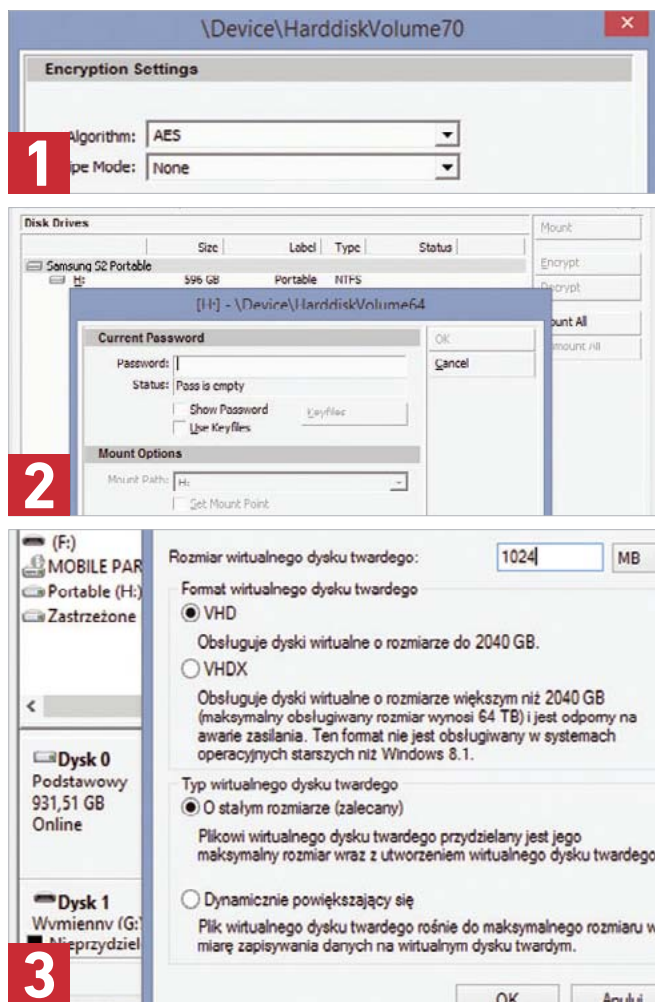 \Device\HarddiskVolume70
Encryption Settings
Algorithm: AES
ipe Mode: None
1
Disk Drives
Size Label Type Status
Mount
Samsung S2 Portable
H: 596 GB Portable NTFS
Encrypt
Decrypt
ount All
mount All
[H:] - \Device\HarddiskVolume64
Current Password
Password:
Status: Pass is empty
Show Password
Use Keyfiles
Keyfiles
OK
Cancel
Mount Options
Mount Path: H:
Set Mount Point
2
(F:)
MOBILE PAR
Portable (H:)
Zastrzeżone
Dysk 0
Podstawowy
931,51 GB
Online
Dysk 1
Wymienny (G:)
Nieprzydziel
Rozmiar wirtualnego dysku twardego: 1024 MB
Format wirtualnego dysku twardego
VHD
Obsługuje dyski wirtualne o rozmiarze do 2040 GB.
VHDX
Obsługuje dyski wirtualne o rozmiarze większym niż 2040 GB
(maksymalny obsługiwany rozmiar wynosi 64 TB) i jest odporny na
awarie zasilania. Ten format nie jest obsługiwany w systemach
operacyjnych starszych niż Windows 8.1.
Typ wirtualnego dysku twardego
O stałym rozmiarze (zalecany)
Plikowi wirtualnego dysku twardego przydzielany jest jego
maksymalny rozmiar wraz z utworzeniem wirtualnego dysku twardego
Dynamicznie powiększający się
Plik wirtualnego dysku twardego rośnie do maksymalnego rozmiaru w
miarę zapisywania danych na wirtualnym dysku twardym.
OK
Anuluj
3